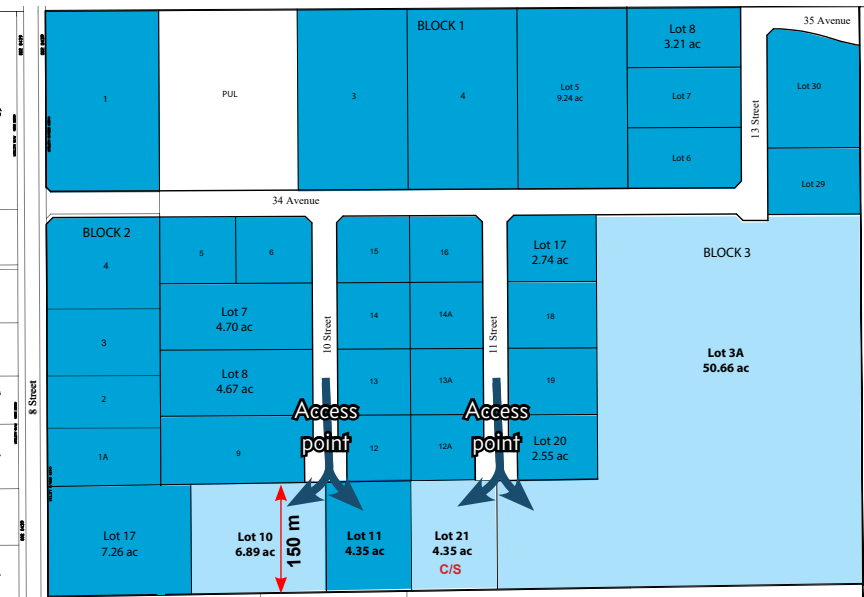 35 Avenue
BLOCK 1
Lot 8
3.21 ac
1
PUL
3
4
Lot 5
9.24 ac
Lot 7
Lot 6
13 Street
Lot 30
Lot 29
34 Avenue
BLOCK 2
4
5
6
15
16
Lot 17
2.74 ac
BLOCK 3
3
Lot 7
4.70 ac
10 Street
14
14A
11 Street
18
Lot 3A
50.66 ac
8 Street
2
Lot 8
4.67 ac
13
13A
19
Access
point
Access
point
1A
9
12
12A
Lot 20
2.55 ac
Lot 17
7.26 ac
Lot 10
6.89 ac
150 m
Lot 11
4.35 ac
Lot 21
4.35 ac
C/S